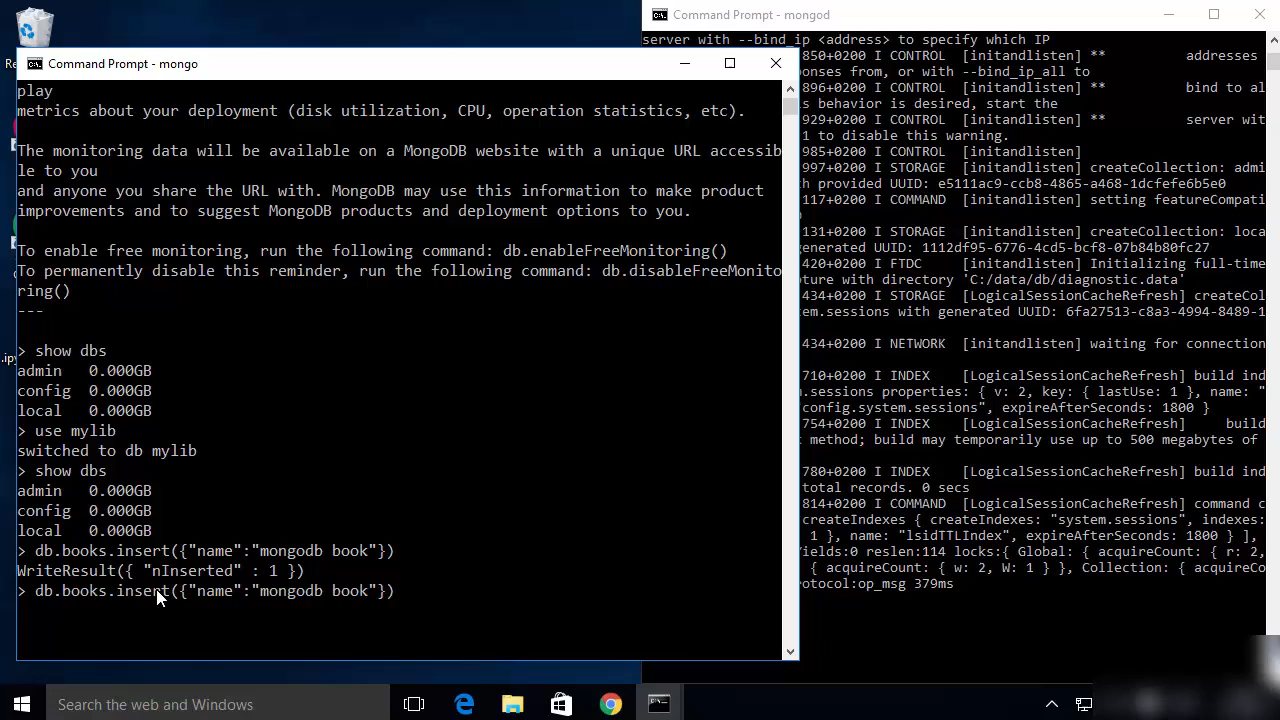 Command Prompt - mongo
play
metrics about your deployment (disk utilization, CPU, operation statistics, etc).
The monitoring data will be available on a MongoDB website with a unique URL accessib
le to you
and anyone you share the URL with. MongoDB may use this information to make product
improvements and to suggest MongoDB products and deployment options to you.
To enable free monitoring, run the following command: db.enableFreeMonitoring()
To permanently disable this reminder, run the following command: db.disableFreeMonito
ring()
---
> show dbs
admin   0.000GB
config  0.000GB
local   0.000GB
> use mylib
switched to db mylib
> show dbs
admin   0.000GB
config  0.000GB
local   0.000GB
> db.books.insert({"name":"mongodb book"})
WriteResult({ "nInserted" : 1 })
> db.books.insert({"name":"mongodb book"})
Command Prompt - mongod
server with --bind_ip <address> to specify which IP
850+0200 I CONTROL  [initandlisten] **          addresses
ponses from, or with --bind_ip_all to
896+0200 I CONTROL  [initandlisten] **          bind to al
s behavior is desired, start the
929+0200 I CONTROL  [initandlisten] **          server wit
1 to disable this warning.
985+0200 I CONTROL  [initandlisten]
997+0200 I STORAGE  [initandlisten] createCollection: admi
th provided UUID: e5111ac9-ccb8-4865-a468-1dcfefe6b5e0
117+0200 I COMMAND  [initandlisten] setting featureCompati
131+0200 I STORAGE  [initandlisten] createCollection: loca
generated UUID: 1112df95-6776-4cd5-bcf8-07b84b80fc27
420+0200 I FTDC     [initandlisten] Initializing full-time
ture with directory 'C:/data/db/diagnostic.data'
434+0200 I STORAGE  [LogicalSessionCacheRefresh] createCol
tem.sessions with generated UUID: 6fa27513-c8a3-4994-8489-1
434+0200 I NETWORK  [initandlisten] waiting for connection
710+0200 I INDEX    [LogicalSessionCacheRefresh] build ind
m.sessions properties: { v: 2, key: { lastUse: 1 }, name: "
config.system.sessions", expireAfterSeconds: 1800 }
754+0200 I INDEX    [LogicalSessionCacheRefresh]     build
t method; build may temporarily use up to 500 megabytes of
780+0200 I INDEX    [LogicalSessionCacheRefresh] build ind
total records. 0 secs
814+0200 I COMMAND  [LogicalSessionCacheRefresh] command c
createIndexes { createIndexes: "system.sessions", indexes:
1 }, name: "lsidTTLIndex", expireAfterSeconds: 1800 } ],
ields:0 reslen:114 locks:{ Global: { acquireCount: { r: 2,
{ acquireCount: { w: 2, W: 1 } }, Collection: { acquireCo
otocol:op_msg 379ms
Re
.ipy
Search the web and Windows